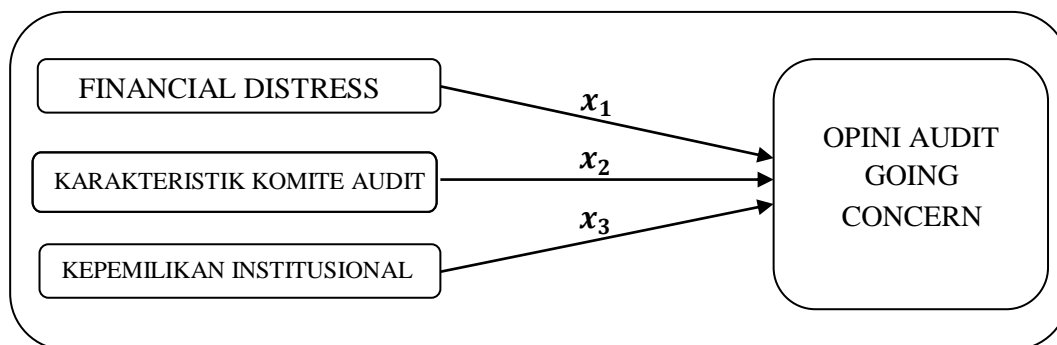 FINANCIAL DISTRESS
x₁
KARAKTERISTIK KOMITE AUDIT
x₂
KEPEMILIKAN INSTITUSIONAL
x₃
OPINI AUDIT
GOING
CONCERN